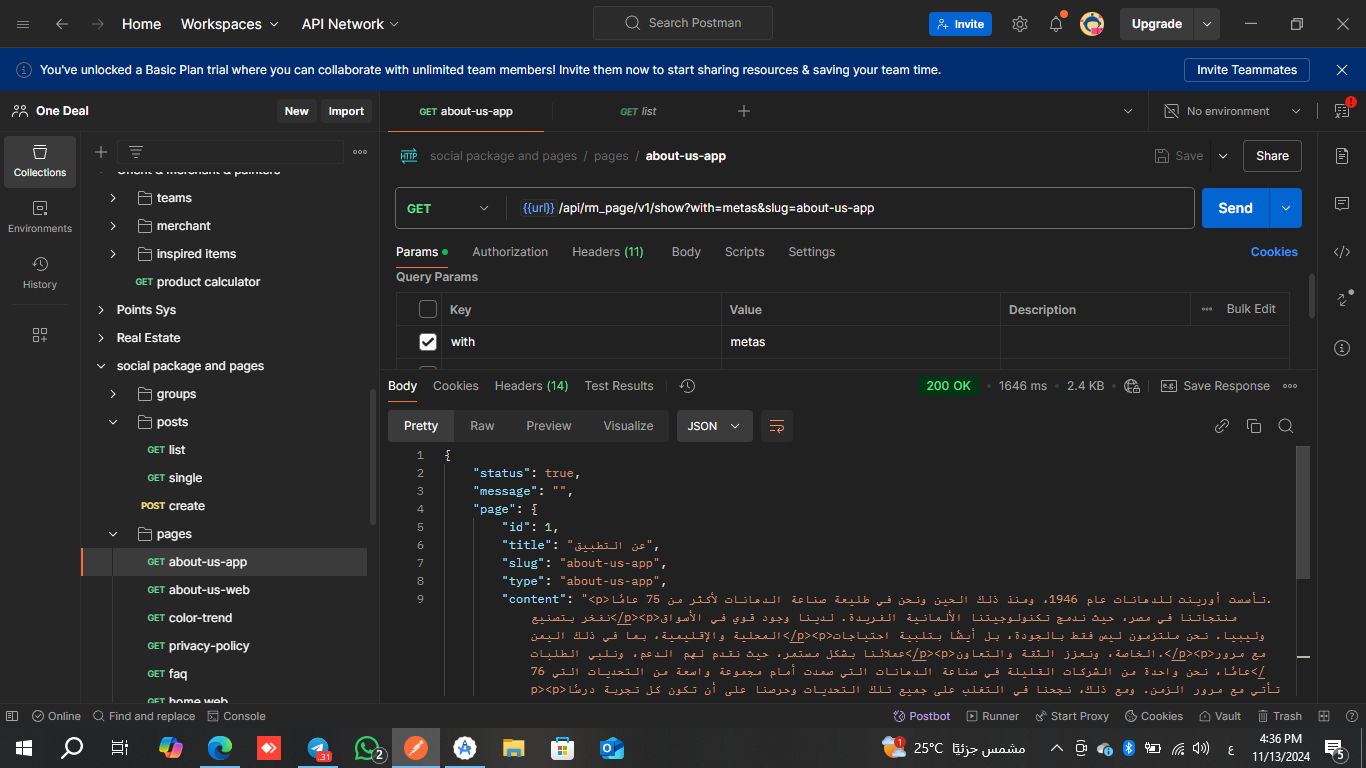 Home
Workspaces
API Network
Search Postman
Invite
Upgrade
You've unlocked a Basic Plan trial where you can collaborate with unlimited team members! Invite them now to start sharing resources & saving your team time.
Invite Teammates
One Deal
New
Import
GET about-us-app
GET list
No environment
Collections
Environments
History
Orient & merchant & painters
teams
merchant
inspired items
GET product calculator
Points Sys
Real Estate
social package and pages
groups
posts
GET list
GET single
POST create
pages
GET about-us-app
GET about-us-web
GET color-trend
GET privacy-policy
GET faq
GET home web
HTTP social package and pages / pages / about-us-app
Save
Share
GET
{{url}} /api/rm_page/v1/show?with=metas&slug=about-us-app
Send
Params Authorization Headers (11) Body Scripts Settings
Cookies
Query Params
Key Value Description
Bulk Edit
with metas
Body Cookies Headers (14) Test Results
200 OK 1646 ms 2.4 KB
e.g. Save Response
Pretty Raw Preview Visualize
JSON
1 {
2 "status": true,
3 "message": "",
4 "page": {
5 "id": 1,
6 "title": "عن التطبيق",
7 "slug": "about-us-app",
8 "type": "about-us-app",
9 "content": "<p>تأسست أورينت للدهانات عام 1946، ومنذ ذلك الحين ونحن في طليعة صناعة الدهانات لأكثر من 75 عامًا.
نفخر بتصنيع</p><p>منتجاتنا في مصر، حيث ندمج تكنولوجيتنا الألمانية الفريدة. لدينا وجود قوي في الأسواق
المحلية والإقليمية، بما في ذلك اليمن</p><p>وليبيا. نحن ملتزمون ليس فقط بالجودة، بل أيضًا بتلبية احتياجات
عملائنا بشكل مستمر، حيث نقدم لهم الدعم، ونلبي الطلبات</p><p>الخاصة، ونعزز الثقة والتعاون.</p><p>مع مرور
76 عامًا، نحن واحدة من الشركات القليلة في صناعة الدهانات التي صمدت أمام مجموعة واسعة من التحديات التي</
p><p>تأتي مع مرور الزمن. ومع ذلك، نجحنا في التغلب على جميع تلك التحديات وحرصنا على أن تكون كل تجربة درسًا
Online
Find and replace
Console
Postbot
Runner
Start Proxy
Cookies
Vault
Trash
31
2
1
25°C
مشمس جزئيًا
ع
4:36 PM
11/13/2024
5